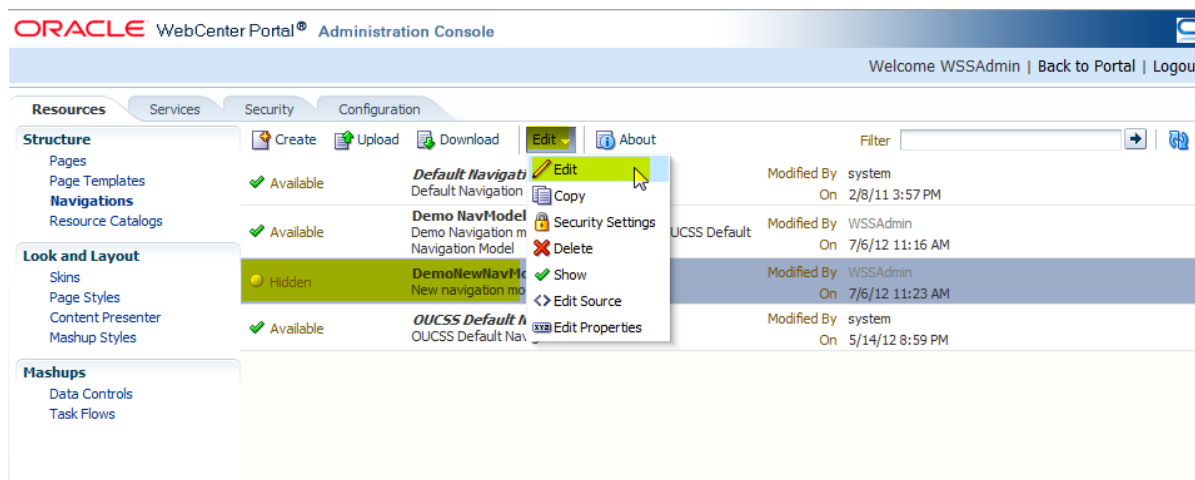 ORACLE WebCenter Portal® Administration Console
Welcome WSSAdmin | Back to Portal | Logou
Resources Services Security Configuration
Structure
Pages
Page Templates
Navigations
Resource Catalogs
Look and Layout
Skins
Page Styles
Content Presenter
Mashup Styles
Mashups
Data Controls
Task Flows
Create Upload Download Edit About Filter
Available Default Navigati Modified By system
Default Navigation On 2/8/11 3:57 PM
Available Demo NavModel Modified By WSSAdmin
Demo Navigation m UCSS Default On 7/6/12 11:16 AM
Navigation Model
Hidden DemoNewNavMo Modified By WSSAdmin
New navigation mo On 7/6/12 11:23 AM
Available OUCSS Default N Modified By system
OUCSS Default Nav On 5/14/12 8:59 PM
Edit
Copy
Security Settings
Delete
Show
Edit Source
xyz Edit Properties